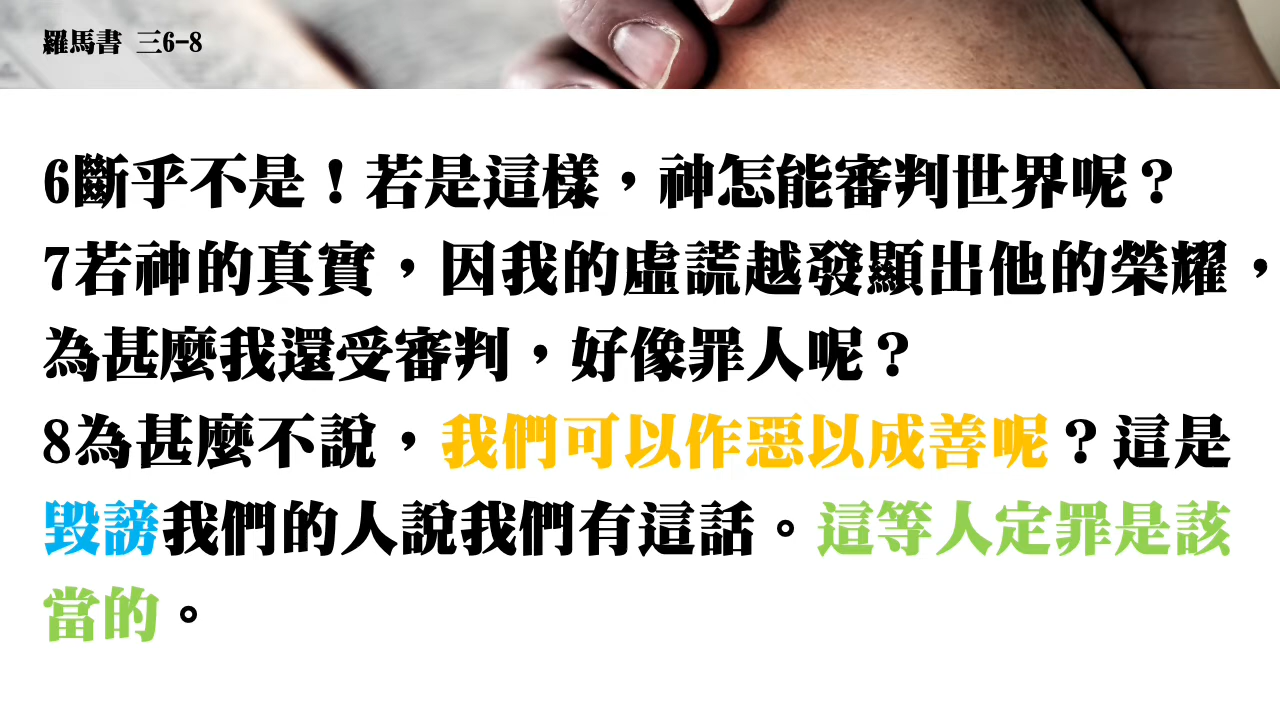 羅馬書 三6-8
6斷乎不是！若是這樣，神怎能審判世界呢？
7若神的真實，因我的虛謊越發顯出他的榮耀，
為甚麼我還受審判，好像罪人呢？
8為甚麼不說，我們可以作惡以成善呢？這是
毀謗我們的人說我們有這話。這等人定罪是該
當的。